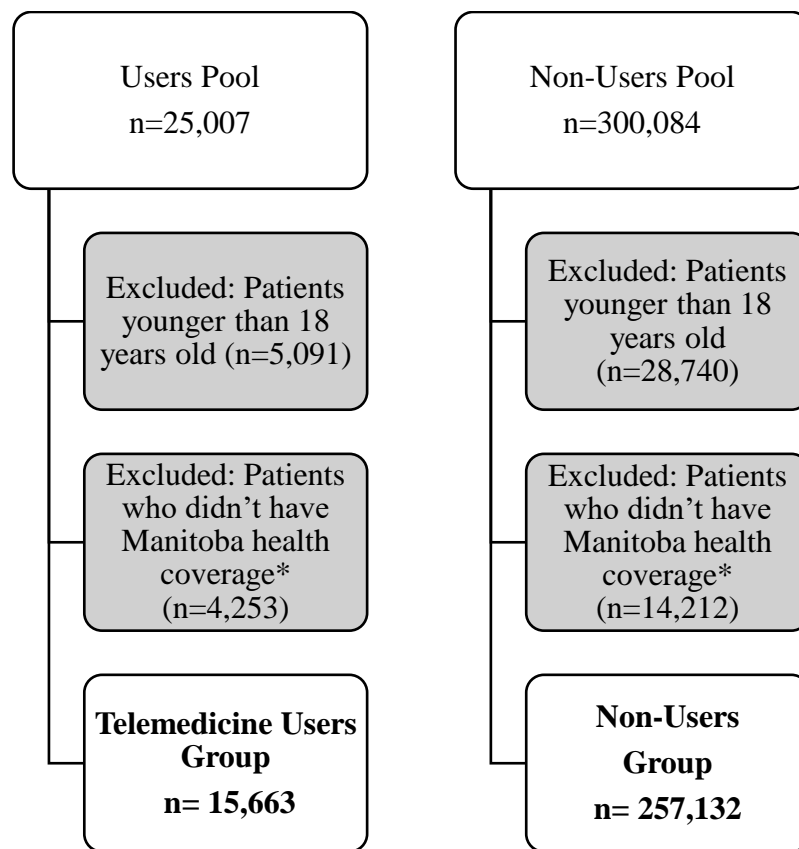 Users Pool
n=25,007
Excluded: Patients
younger than 18
years old (n=5,091)
Excluded: Patients
who didn’t have
Manitoba health
coverage*
(n=4,253)
Telemedicine Users
Group
n= 15,663
Non-Users Pool
n=300,084
Excluded: Patients
younger than 18
years old
(n=28,740)
Excluded: Patients
who didn’t have
Manitoba health
coverage*
(n=14,212)
Non-Users
Group
n= 257,132